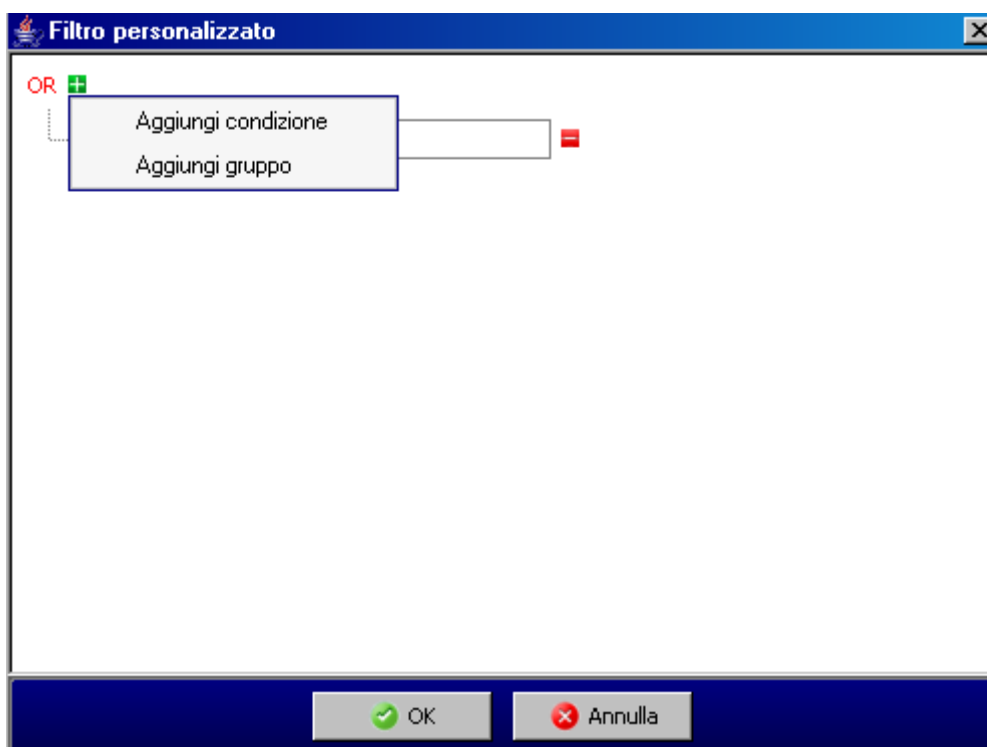 Filtro personalizzato
OR
Aggiungi condizione
Aggiungi gruppo
OK
Annulla